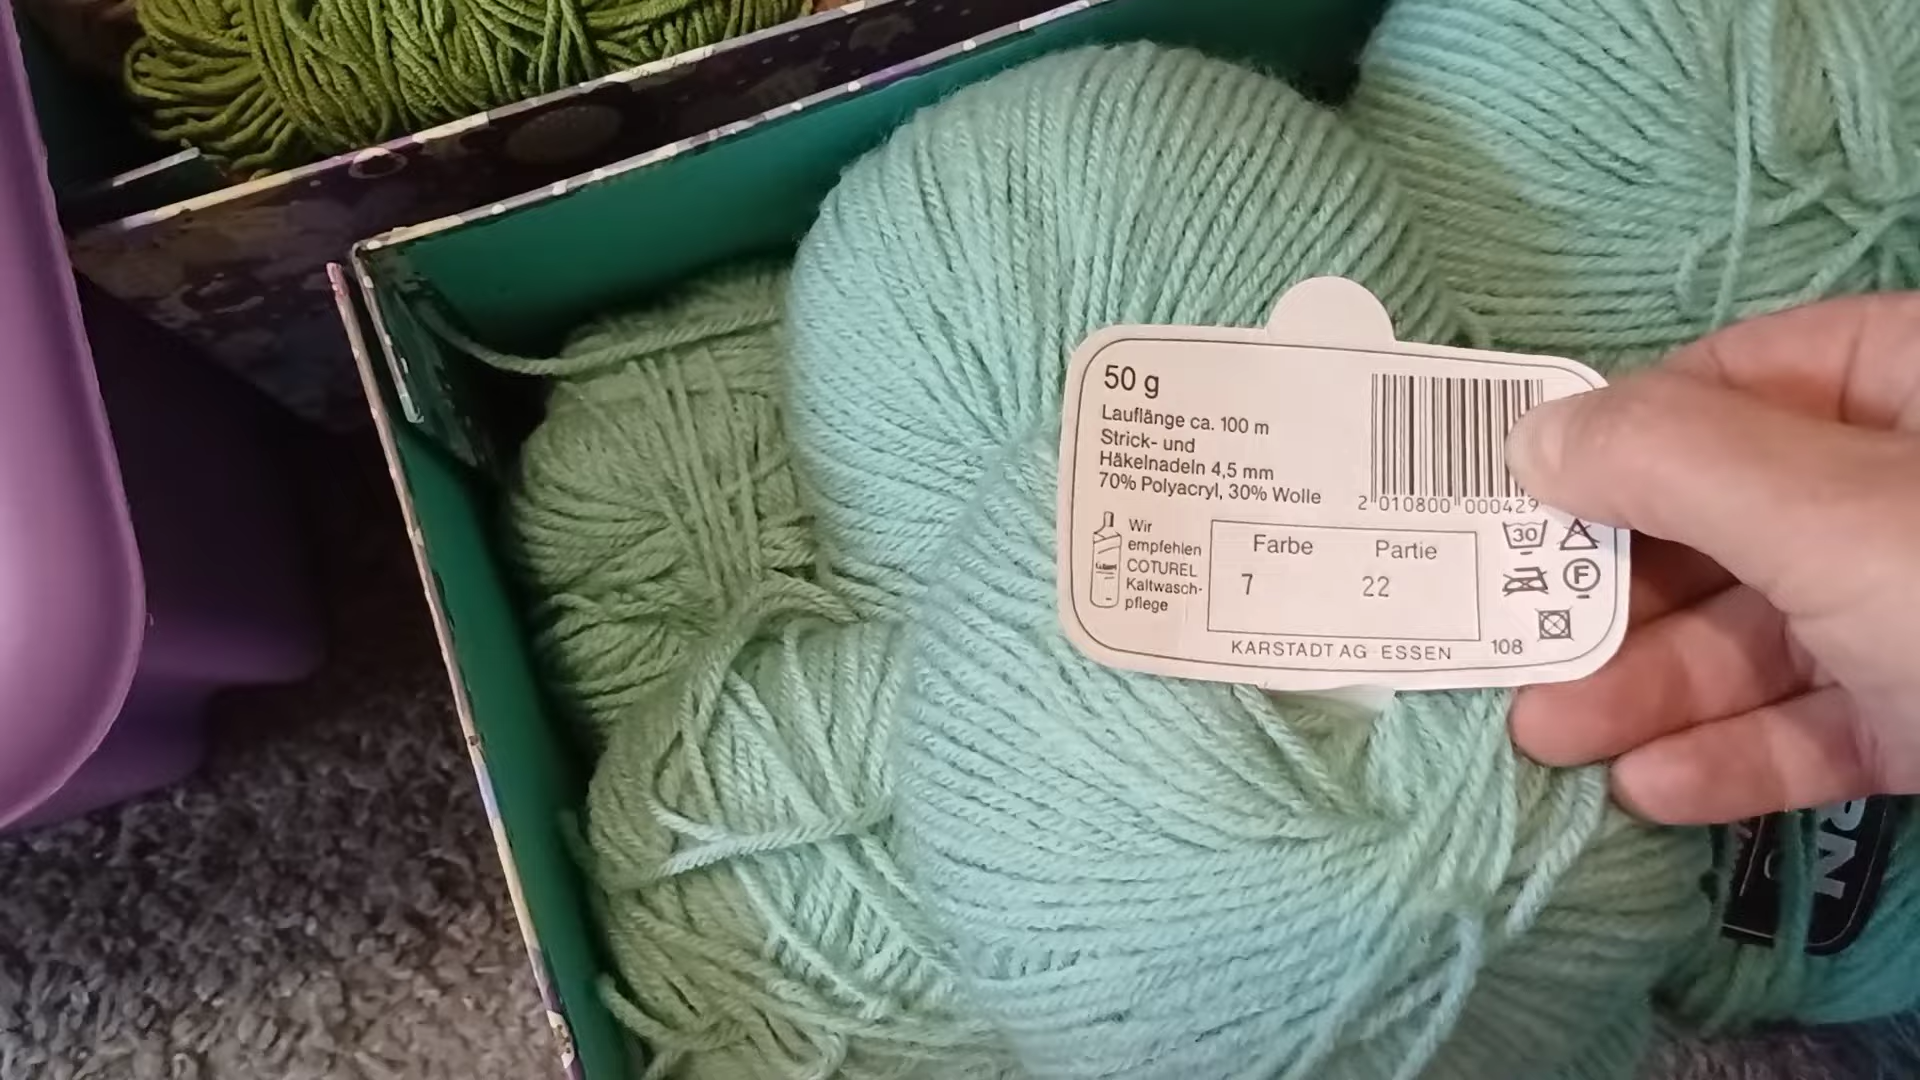 50 g
Lauflänge ca. 100 m
Strick- und
Häkelnadeln 4,5 mm
70% Polyacryl, 30% Wolle
2 010800 000429
Wir
empfehlen
COTUREL
Kaltwasch-
pflege
Farbe Partie
7 22
30
F
KARSTADT AG ESSEN 108